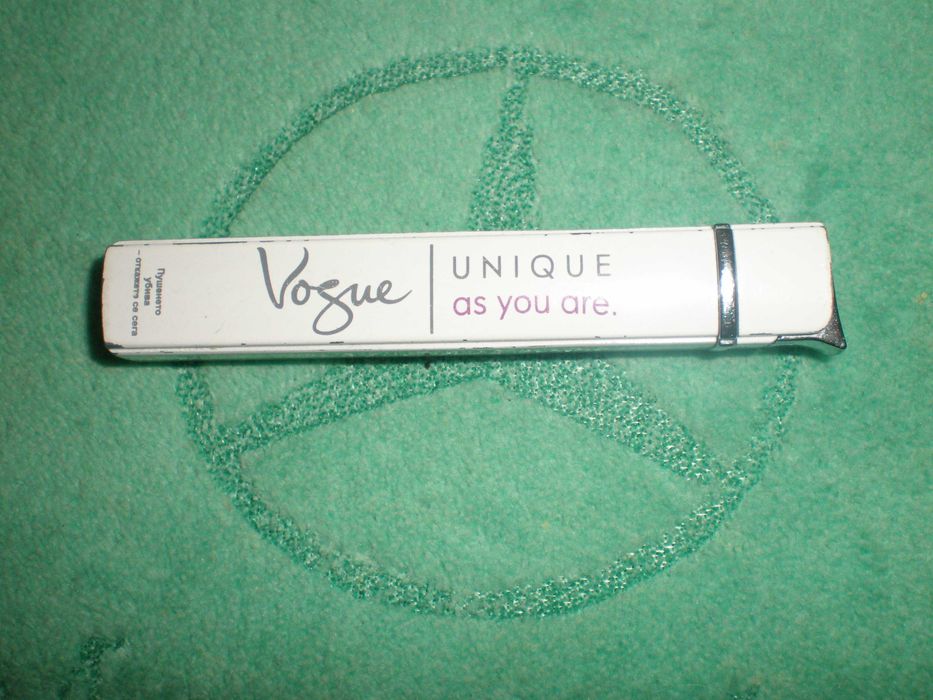 Vogue
UNIQUE
as you are.
Пушенето
убива
– откажете се сега